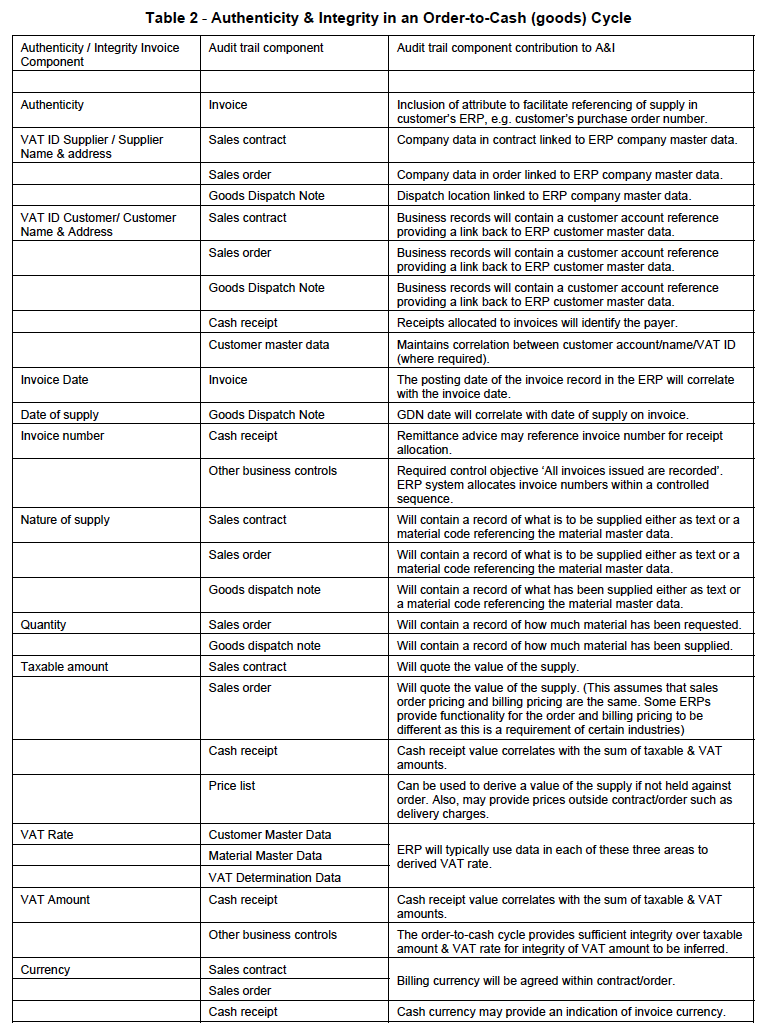 Table 2 - Authenticity & Integrity in an Order-to-Cash (goods) Cycle
Authenticity / Integrity Invoice
Component
Audit trail component
Audit trail component contribution to A&I
Authenticity
Invoice
Inclusion of attribute to facilitate referencing of supply in
customer's ERP, e.g. customer's purchase order number.
VAT ID Supplier / Supplier
Name & address
Sales contract
Company data in contract linked to ERP company master data.
Sales order
Company data in order linked to ERP company master data.
Goods Dispatch Note
Dispatch location linked to ERP company master data.
VAT ID Customer/ Customer
Name & Address
Sales contract
Business records will contain a customer account reference
providing a link back to ERP customer master data.
Sales order
Business records will contain a customer account reference
providing a link back to ERP customer master data.
Goods Dispatch Note
Business records will contain a customer account reference
providing a link back to ERP customer master data.
Cash receipt
Receipts allocated to invoices will identify the payer.
Customer master data
Maintains correlation between customer account/name/VAT ID
(where required).
Invoice Date
Invoice
The posting date of the invoice record in the ERP will correlate
with the invoice date.
Date of supply
Goods Dispatch Note
GDN date will correlate with date of supply on invoice.
Invoice number
Cash receipt
Remittance advice may reference invoice number for receipt
allocation.
Other business controls
Required control objective 'All invoices issued are recorded'.
ERP system allocates invoice numbers within a controlled
sequence.
Nature of supply
Sales contract
Will contain a record of what is to be supplied either as text or a
material code referencing the material master data.
Sales order
Will contain a record of what is to be supplied either as text or a
material code referencing the material master data.
Goods dispatch note
Will contain a record of what has been supplied either as text or
a material code referencing the material master data.
Quantity
Sales order
Will contain a record of how much material has been requested.
Goods dispatch note
Will contain a record of how much material has been supplied.
Taxable amount
Sales contract
Will quote the value of the supply.
Sales order
Will quote the value of the supply. (This assumes that sales
order pricing and billing pricing are the same. Some ERPs
provide functionality for the order and billing pricing to be
different as this is a requirement of certain industries)
Cash receipt
Cash receipt value correlates with the sum of taxable & VAT
amounts.
Price list
Can be used to derive a value of the supply if not held against
order. Also, may provide prices outside contract/order such as
delivery charges.
VAT Rate
Customer Master Data
Material Master Data
VAT Determination Data
ERP will typically use data in each of these three areas to
derived VAT rate.
VAT Amount
Cash receipt
Cash receipt value correlates with the sum of taxable & VAT
amounts.
Other business controls
The order-to-cash cycle provides sufficient integrity over taxable
amount & VAT rate for integrity of VAT amount to be inferred.
Currency
Sales contract
Sales order
Billing currency will be agreed within contract/order.
Cash receipt
Cash currency may provide an indication of invoice currency.